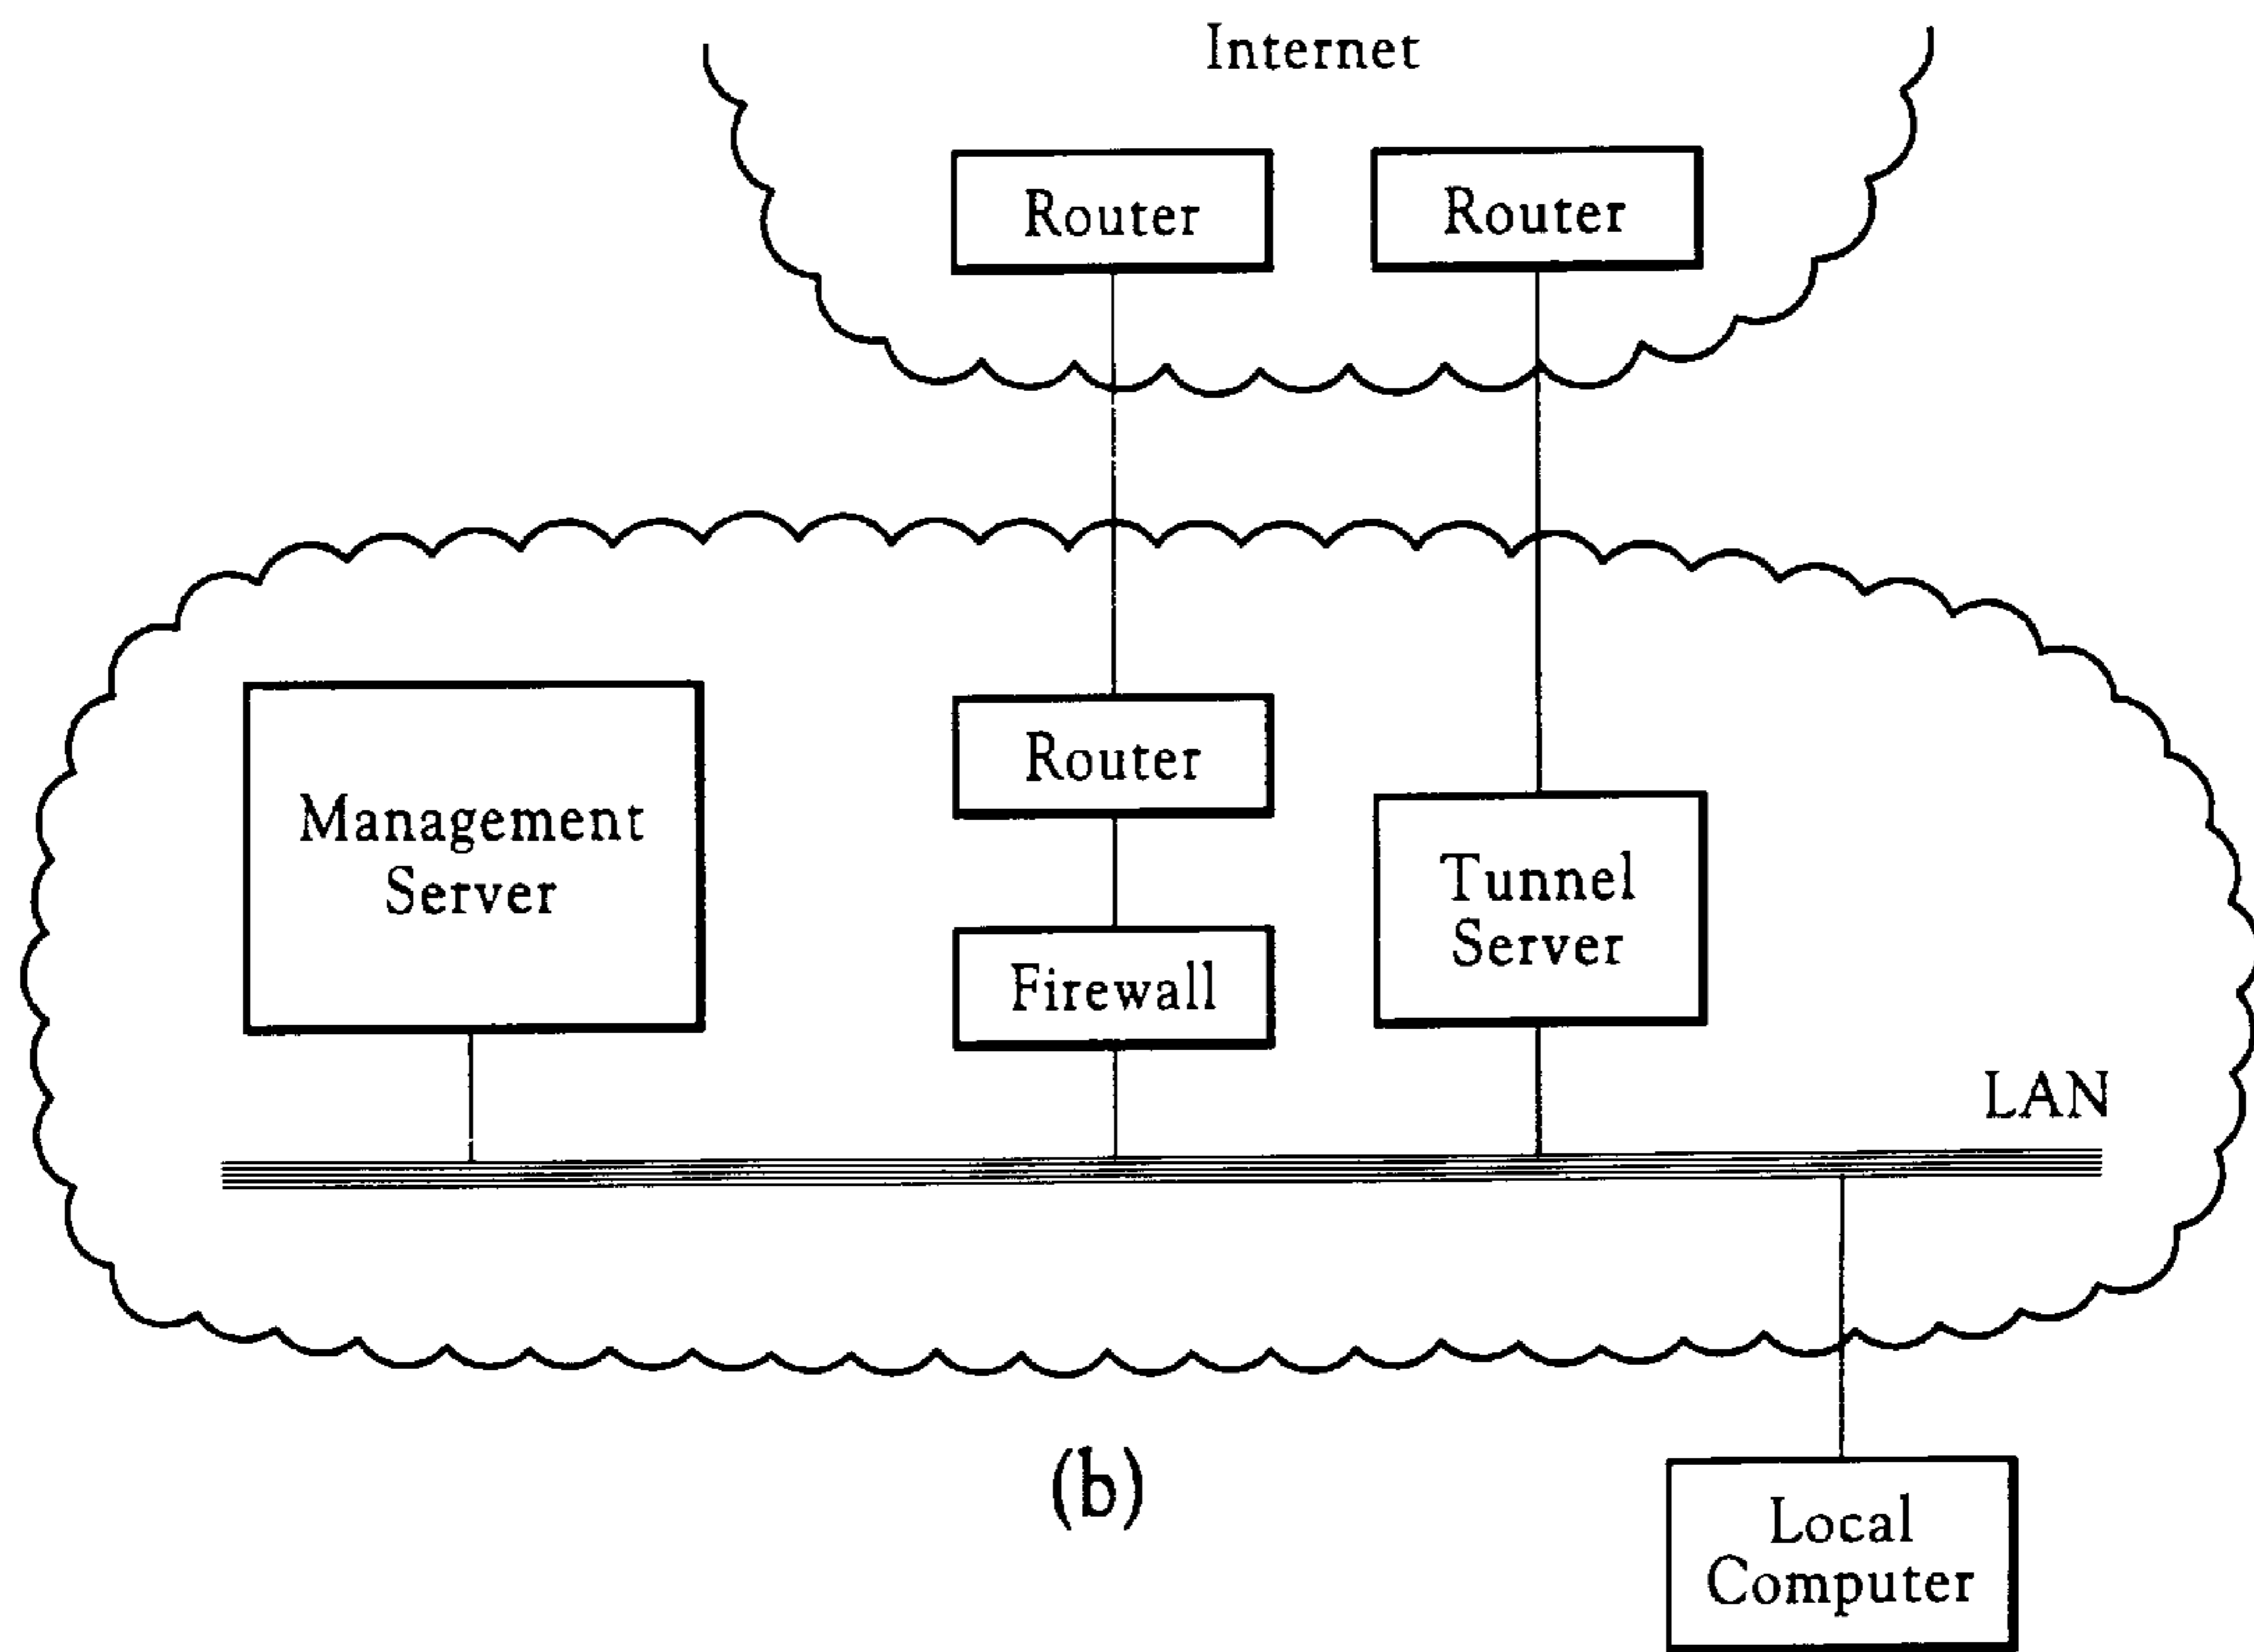 Internet
Router
Router
Management
Server
Router
Firewall
Tunnel
Server
LAN
(b)
Local
Computer